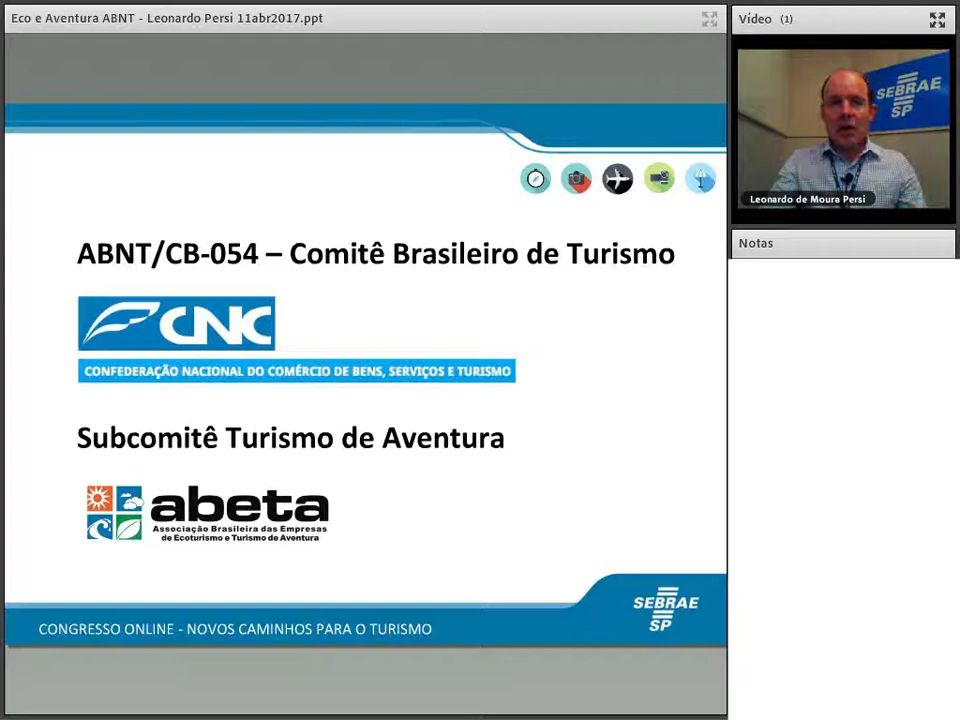 Eco e Aventura ABNT - Leonardo Persi 11abr2017.ppt
Vídeo (1)
SEBRAE
SP
Leonardo de Moura Persi
Notas
ABNT/CB-054 – Comitê Brasileiro de Turismo
CNC
CONFEDERAÇÃO NACIONAL DO COMÉRCIO DE BENS, SERVIÇOS E TURISMO
Subcomitê Turismo de Aventura
abeta
Associação Brasileira das Empresas
de Ecoturismo e Turismo de Aventura
SEBRAE
SP
CONGRESSO ONLINE - NOVOS CAMINHOS PARA O TURISMO